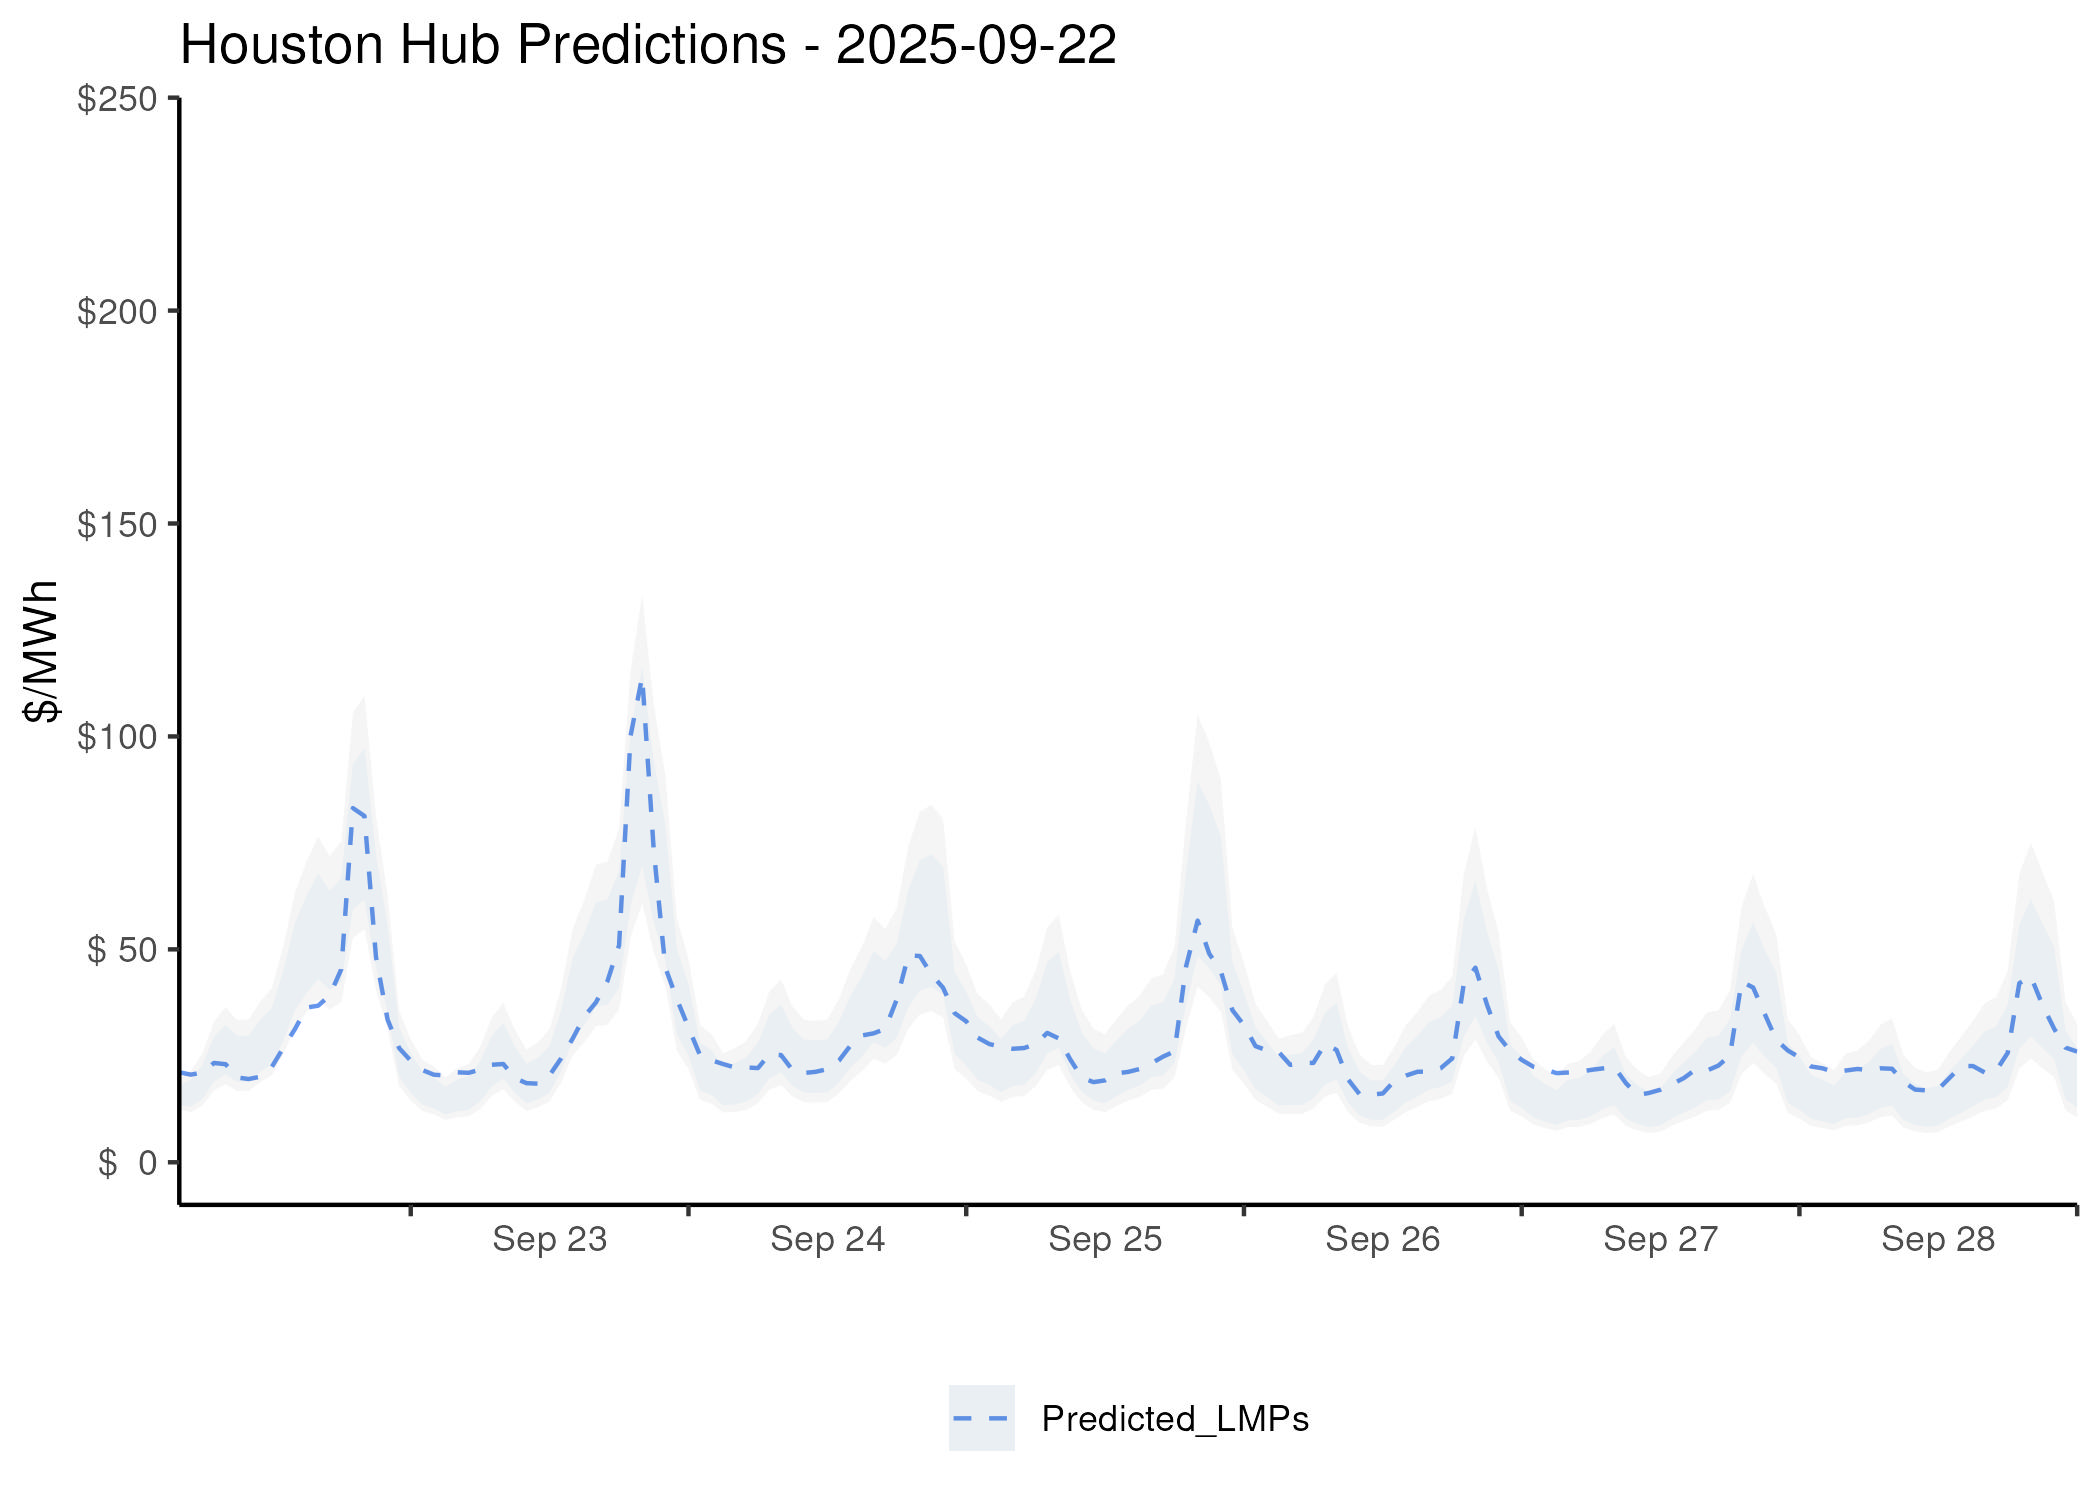 Houston Hub Predictions - 2025-09-22
$250
$200
$150
$100
$ 50
$  0
$/MWh
Sep 23
Sep 24
Sep 25
Sep 26
Sep 27
Sep 28
Predicted_LMPs